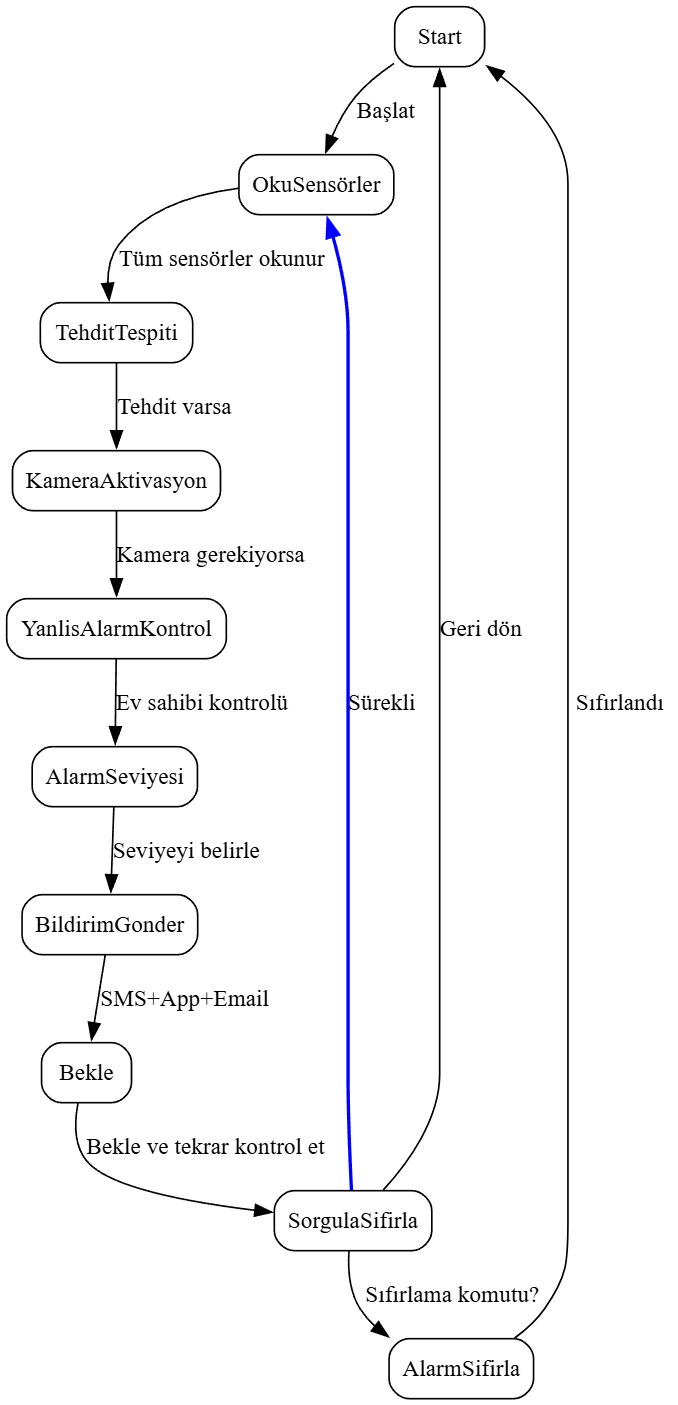 Start
Başlat
OkuSensörler
Tüm sensörler okunur
TehditTespiti
Tehdit varsa
KameraAktivasyon
Kamera gerekiyorsa
YanlisAlarmKontrol
Geri dön
Ev sahibi kontrolü
Sürekli
Sıfırlandı
AlarmSeviyesi
Seviyeyi belirle
BildirimGonder
SMS+App+Email
Bekle
Bekle ve tekrar kontrol et
SorgulaSifirla
Sıfırlama komutu?
AlarmSifirla